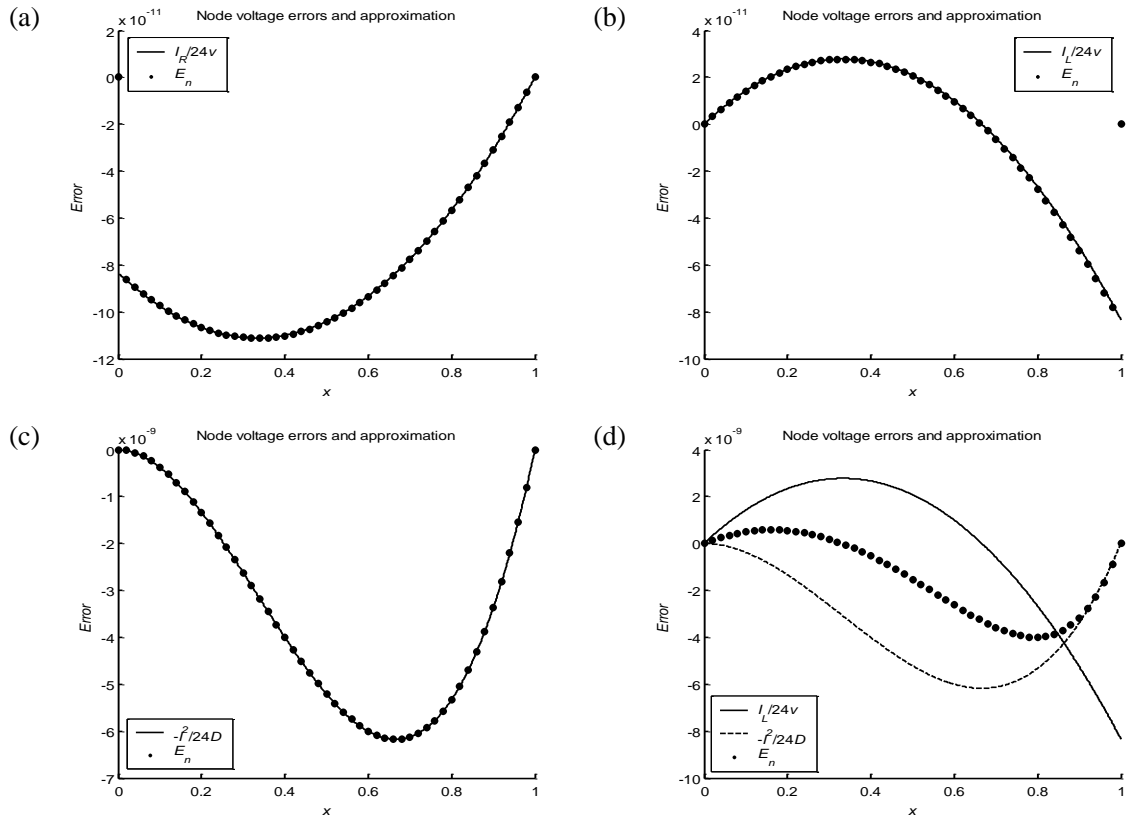 (a)
x 10^-11
Node voltage errors and approximation
2
0
-2
-4
-6
-8
-10
-12
Error
I_R/24v
E_n
0
0.2
0.4
0.6
0.8
1
x
(b)
x 10^-11
Node voltage errors and approximation
4
2
0
-2
-4
-6
-8
-10
Error
I_L/24v
E_n
0
0.2
0.4
0.6
0.8
1
x
(c)
x 10^-9
Node voltage errors and approximation
0
-1
-2
-3
-4
-5
-6
-7
Error
-I^2/24D
E_n
0
0.2
0.4
0.6
0.8
1
x
(d)
x 10^-9
Node voltage errors and approximation
4
2
0
-2
-4
-6
-8
-10
Error
I_L/24v
-I^2/24D
E_n
0
0.2
0.4
0.6
0.8
1
x